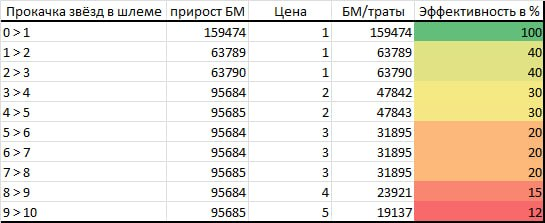 Прокачка звёзд в шлеме прирост БМ Цена БМ/траты Эффективность в %
0 > 1 159474 1 159474 100
1 > 2 63789 1 63789 40
2 > 3 63790 1 63790 40
3 > 4 95684 2 47842 30
4 > 5 95685 2 47843 30
5 > 6 95684 3 31895 20
6 > 7 95684 3 31895 20
7 > 8 95685 3 31895 20
8 > 9 95684 4 23921 15
9 > 10 95685 5 19137 12